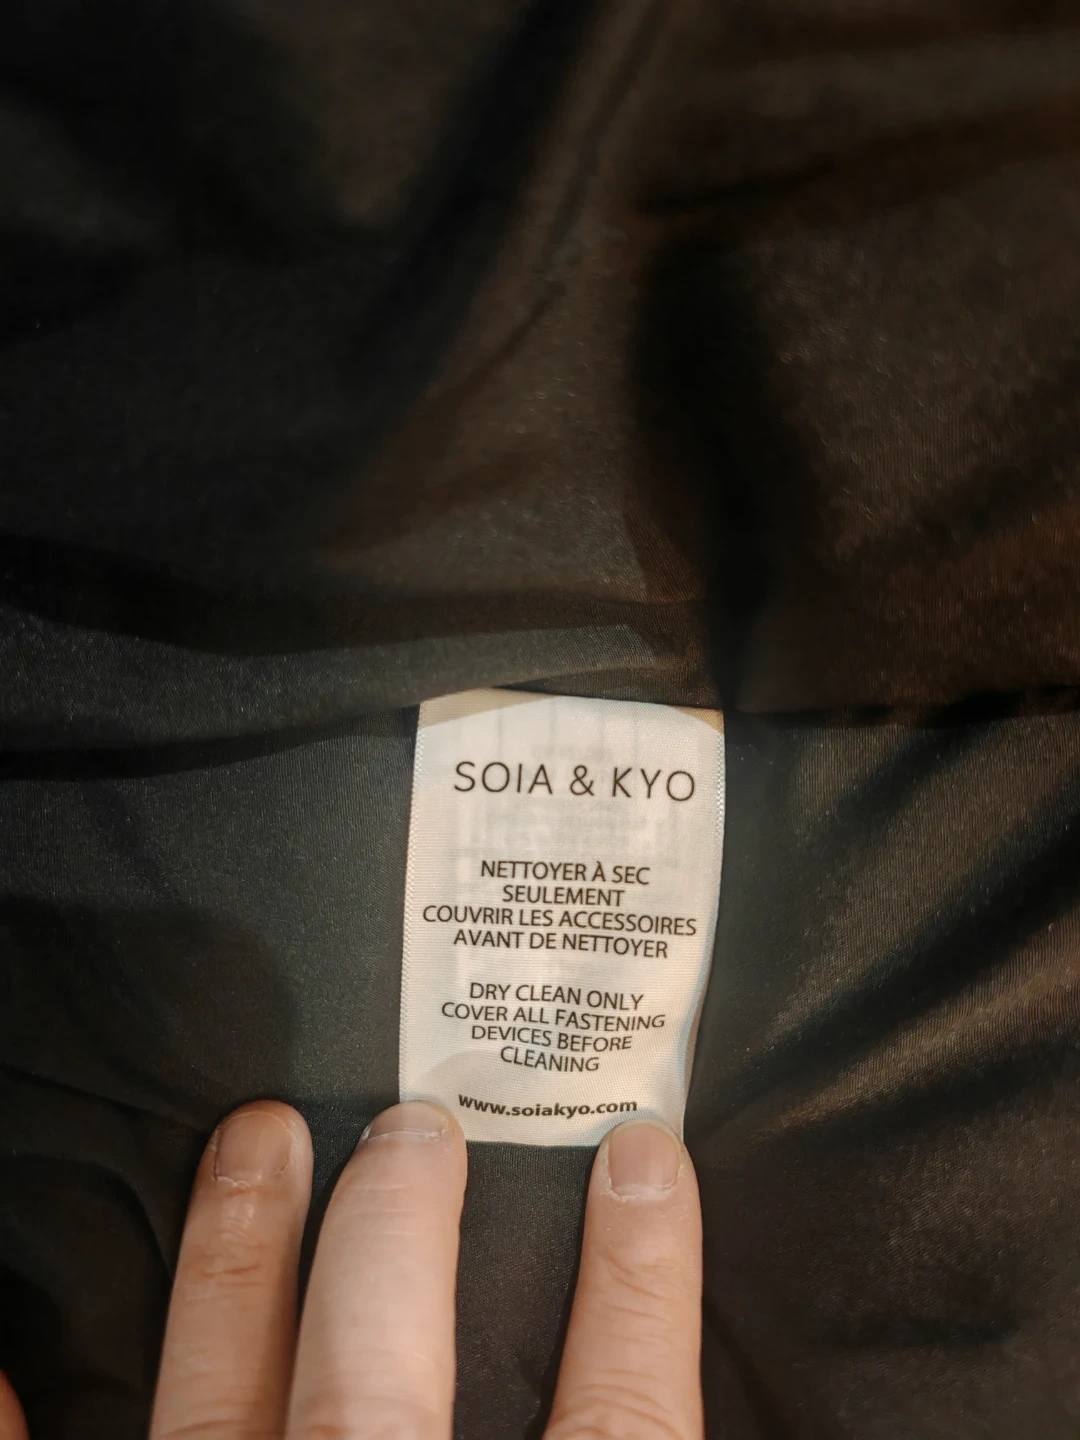 SOIA & KYO
NETTOYER À SEC
SEULEMENT
COUVRIR LES ACCESSOIRES
AVANT DE NETTOYER
DRY CLEAN ONLY
COVER ALL FASTENING
DEVICES BEFORE
CLEANING
www.soiakyo.com